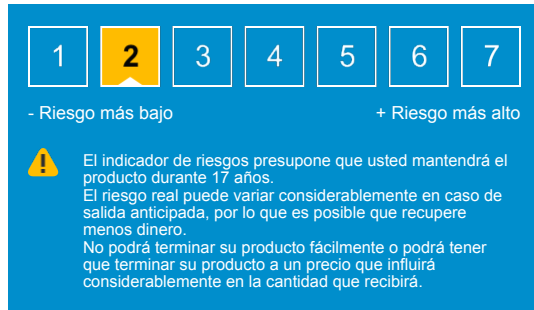 1 2 3 4 5 6 7
- Riesgo más bajo + Riesgo más alto
! El indicador de riesgos presupone que usted mantendrá el
producto durante 17 años.
El riesgo real puede variar considerablemente en caso de
salida anticipada, por lo que es posible que recupere
menos dinero.
No podrá terminar su producto fácilmente o podrá tener
que terminar su producto a un precio que influirá
considerablemente en la cantidad que recibirá.